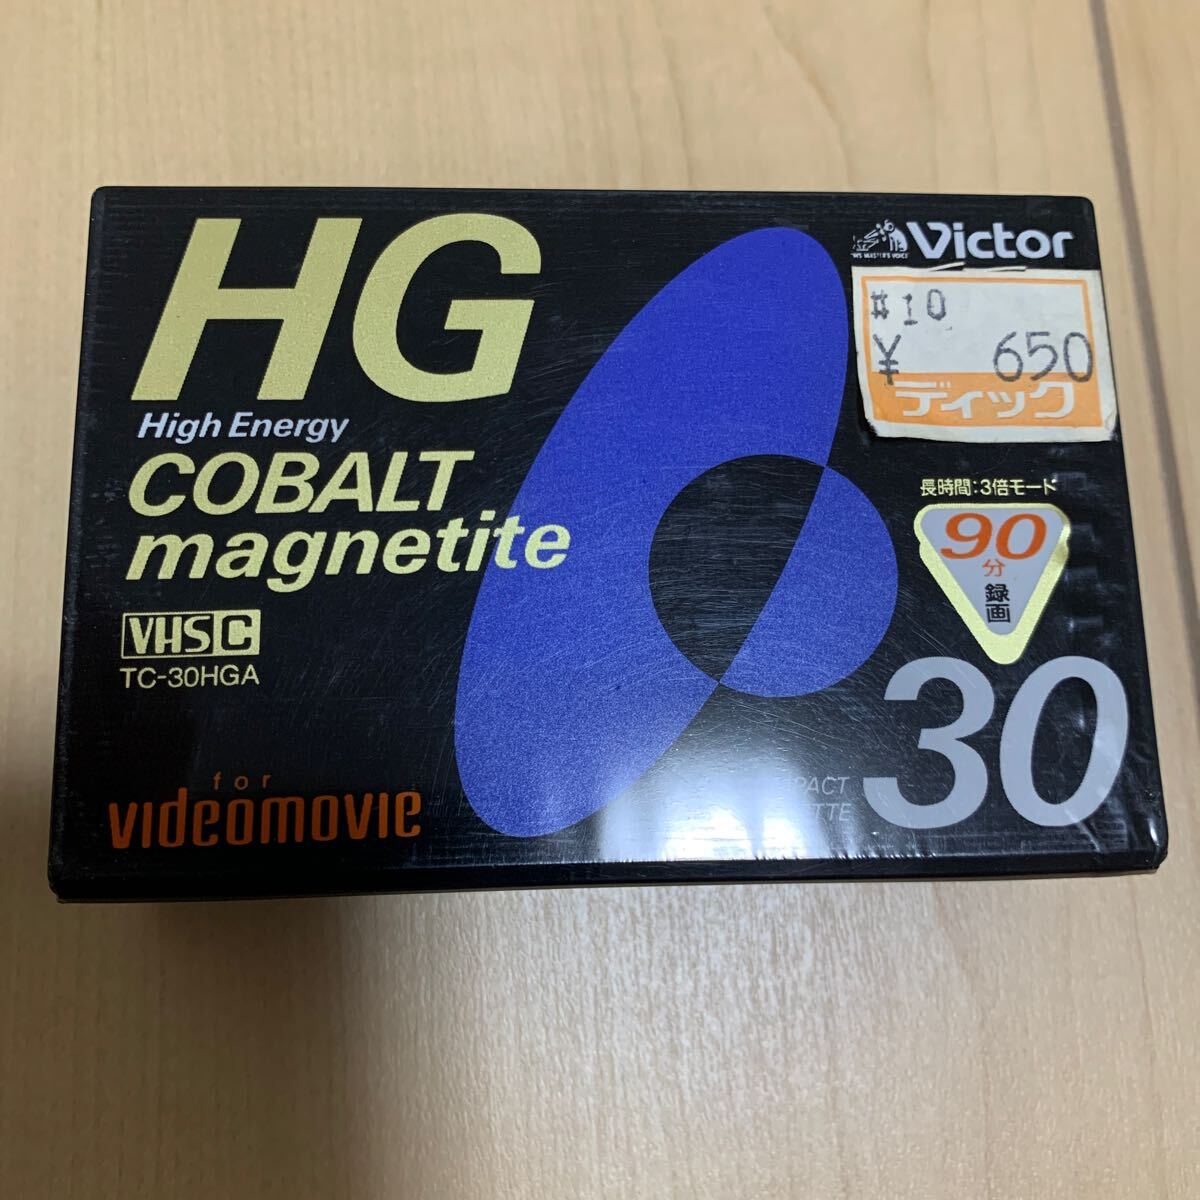 HG
High Energy
COBALT
magnetite
VHS C
TC-30HGA
for
videomovie
Victor
#10
¥ 650
ディック
長時間:3倍モード
90
分
録画
30